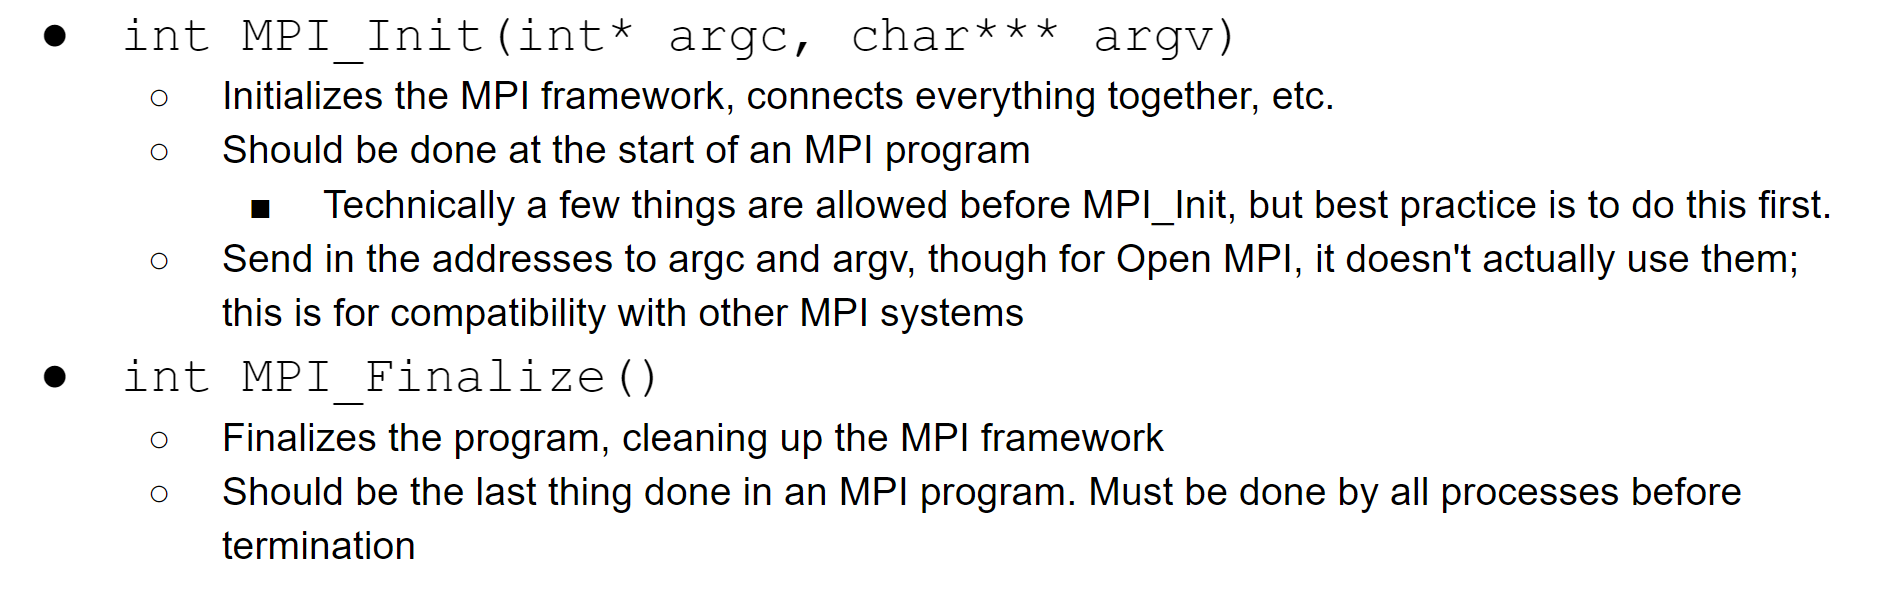 ● int MPI_Init(int* argc, char*** argv)
○ Initializes the MPI framework, connects everything together, etc.
○ Should be done at the start of an MPI program
■ Technically a few things are allowed before MPI_Init, but best practice is to do this first.
○ Send in the addresses to argc and argv, though for Open MPI, it doesn't actually use them;
this is for compatibility with other MPI systems
● int MPI_Finalize()
○ Finalizes the program, cleaning up the MPI framework
○ Should be the last thing done in an MPI program. Must be done by all processes before
termination